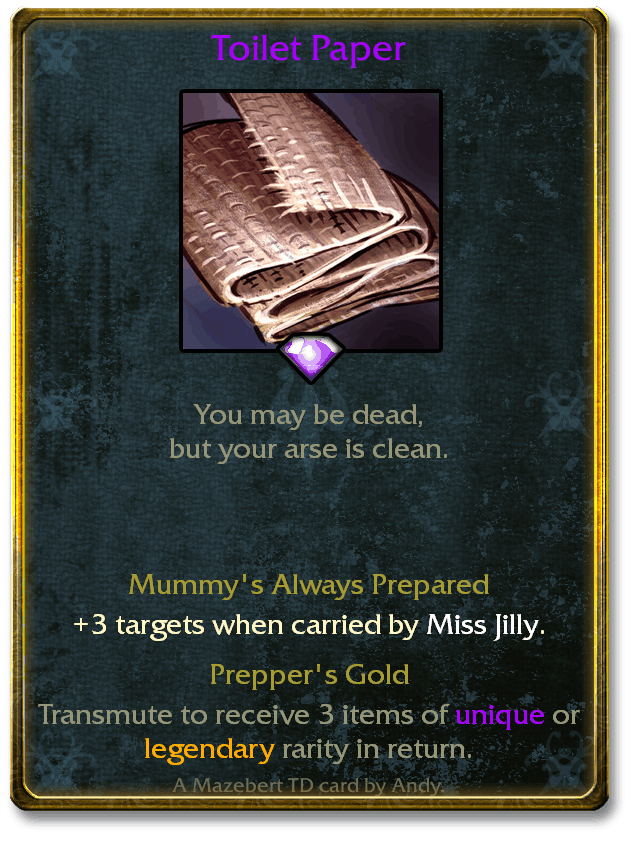 Toilet Paper
You may be dead,
but your arse is clean.
Mummy's Always Prepared
+3 targets when carried by Miss Jilly.
Prepper's Gold
Transmute to receive 3 items of unique or
legendary rarity in return.
A Mazebert TD card by Andy.